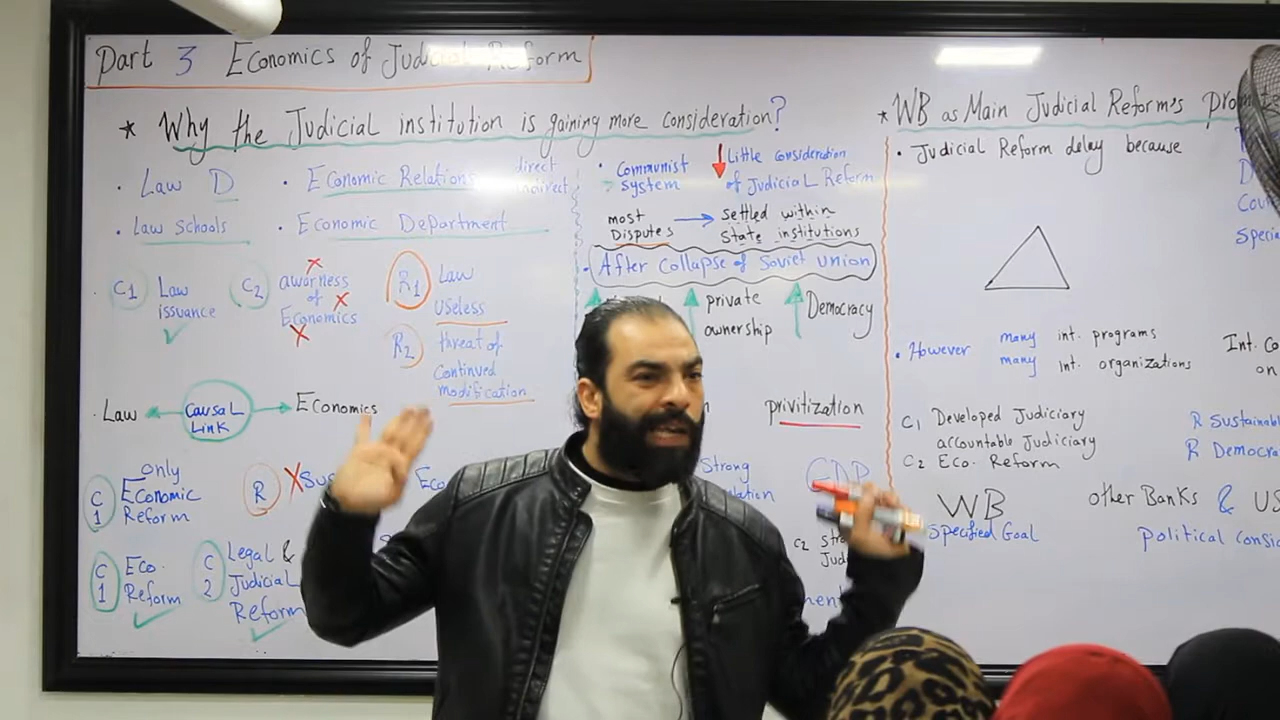 Part 3 Economics of Judicial Reform
* Why the Judicial institution is gaining more consideration?
. Law D
. Economic Relations
direct
indirect
. Law Schools
. Economic Department
. C1 Law
issuance
C2 awarness
of
Economics
R1 Law
Useless
R2 threat of
Continued
modification
. Law
Causal
Link
Economics
C1 only
Economic
Reform
R
Eco
C1 Eco.
Reform
C2 Legal &
Judicial
Reform
. Communist
system
Little consideration
of Judicial Reform
most
Disputes
settled within
State institutions
. After Collapse of Soviet union
private
ownership
Democracy
privitization
Strong
GDP
C2
* WB as Main Judicial Reform's
. Judicial Reform delay because
. However
many int. programs
many int. organizations
Int.
on
C1 Developed Judiciary
accountable Judiciary
C2 Eco. Reform
R
R
WB
Specified Goal
other Banks &
Political